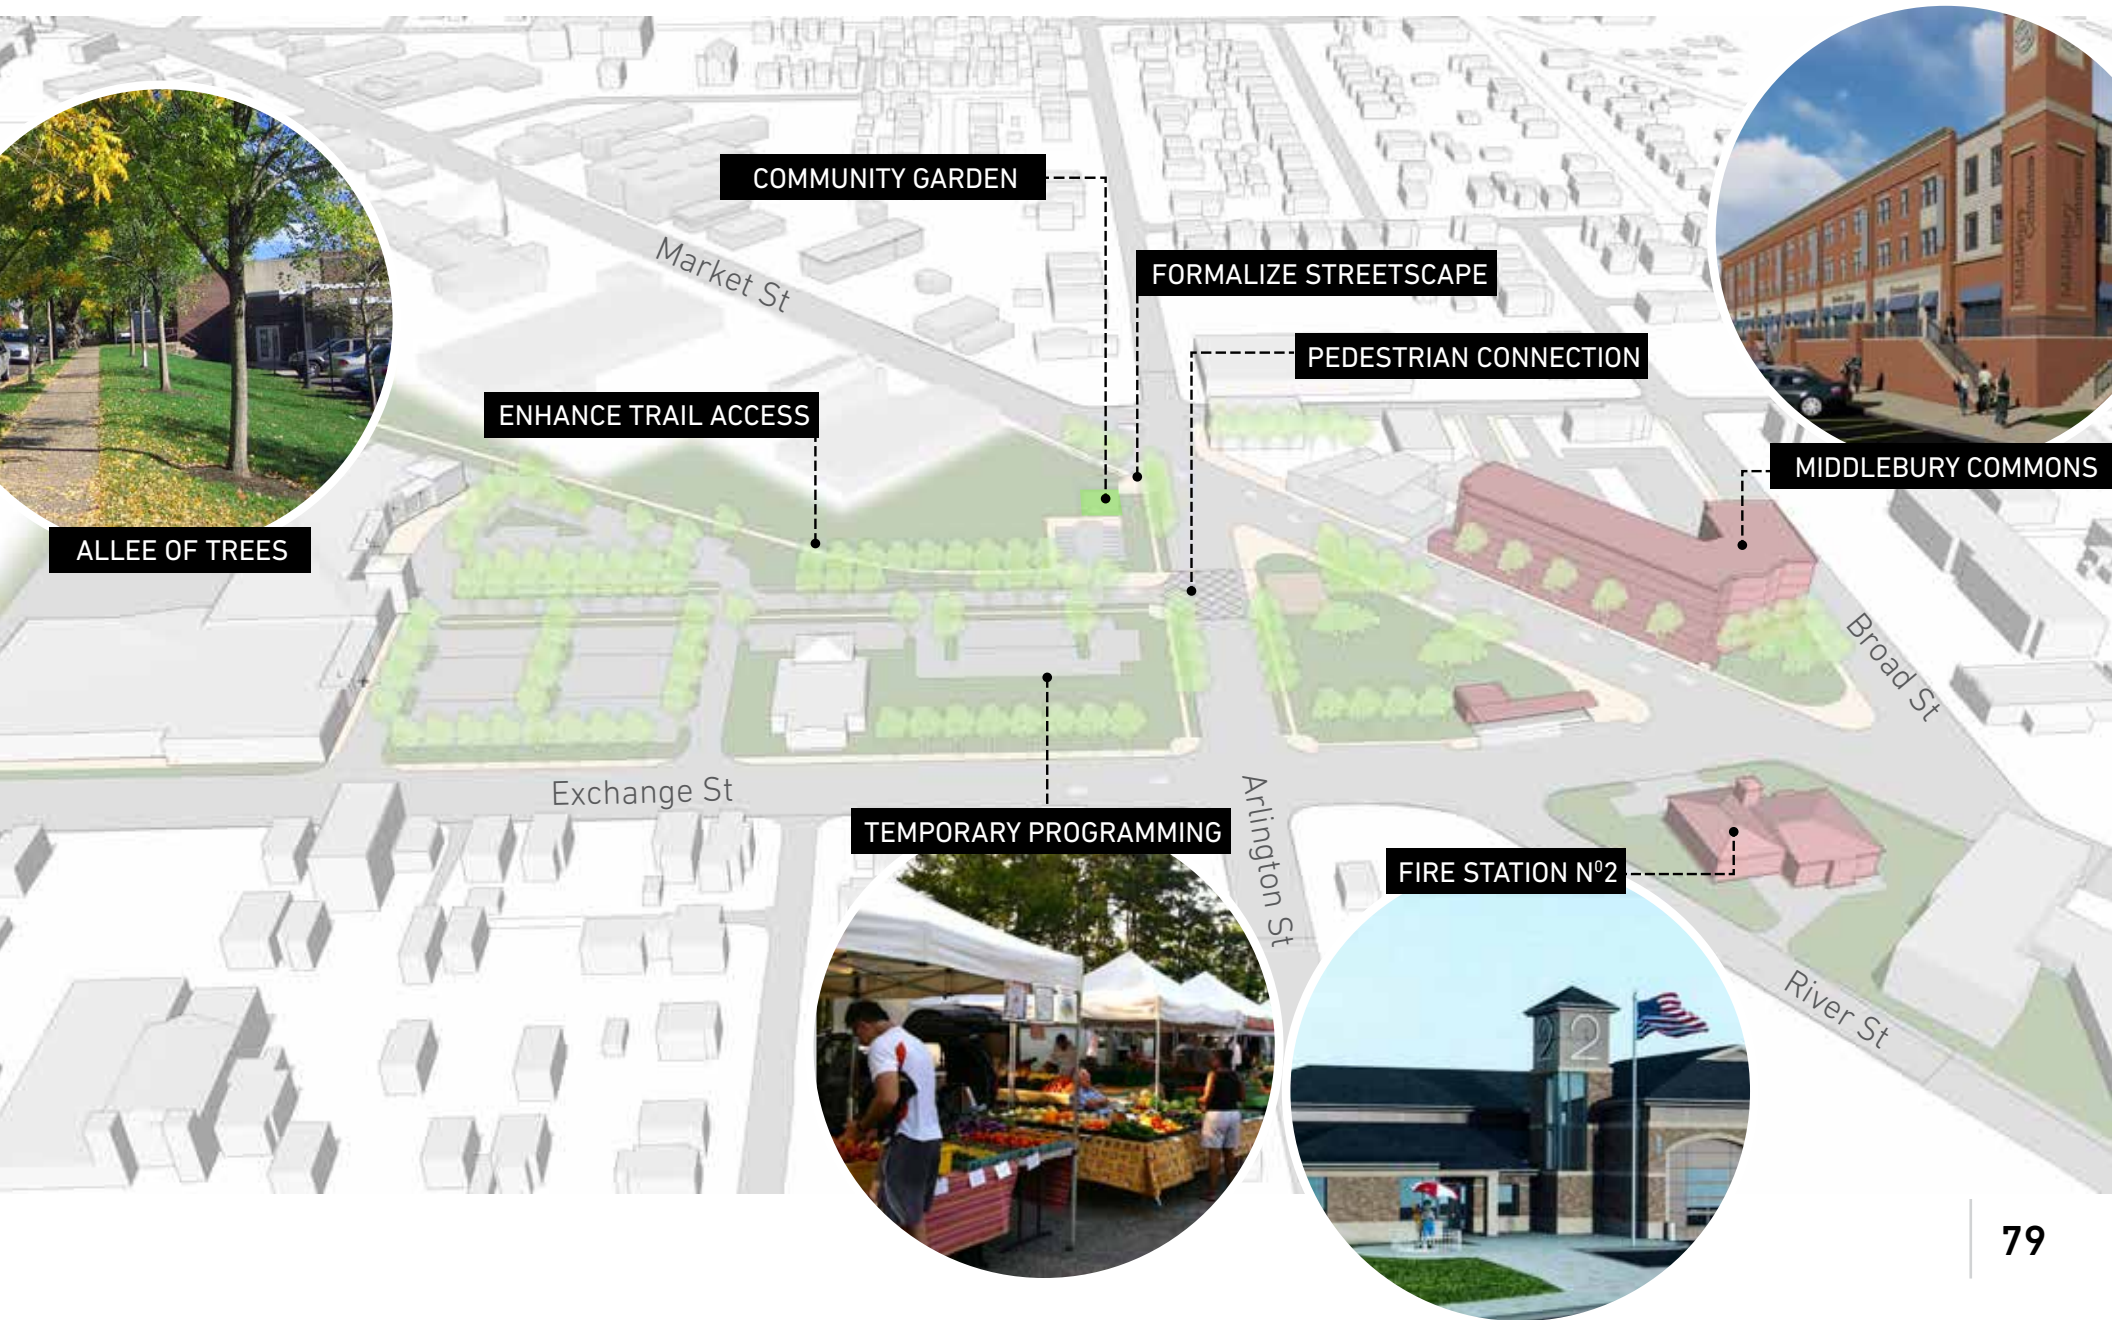 COMMUNITY GARDEN
Market St
FORMALIZE STREETSCAPE
PEDESTRIAN CONNECTION
ENHANCE TRAIL ACCESS
MIDDLEBURY COMMONS
ALLEE OF TREES
Broad St
Exchange St
Arlington St
TEMPORARY PROGRAMMING
FIRE STATION Nº2
2
River St
79